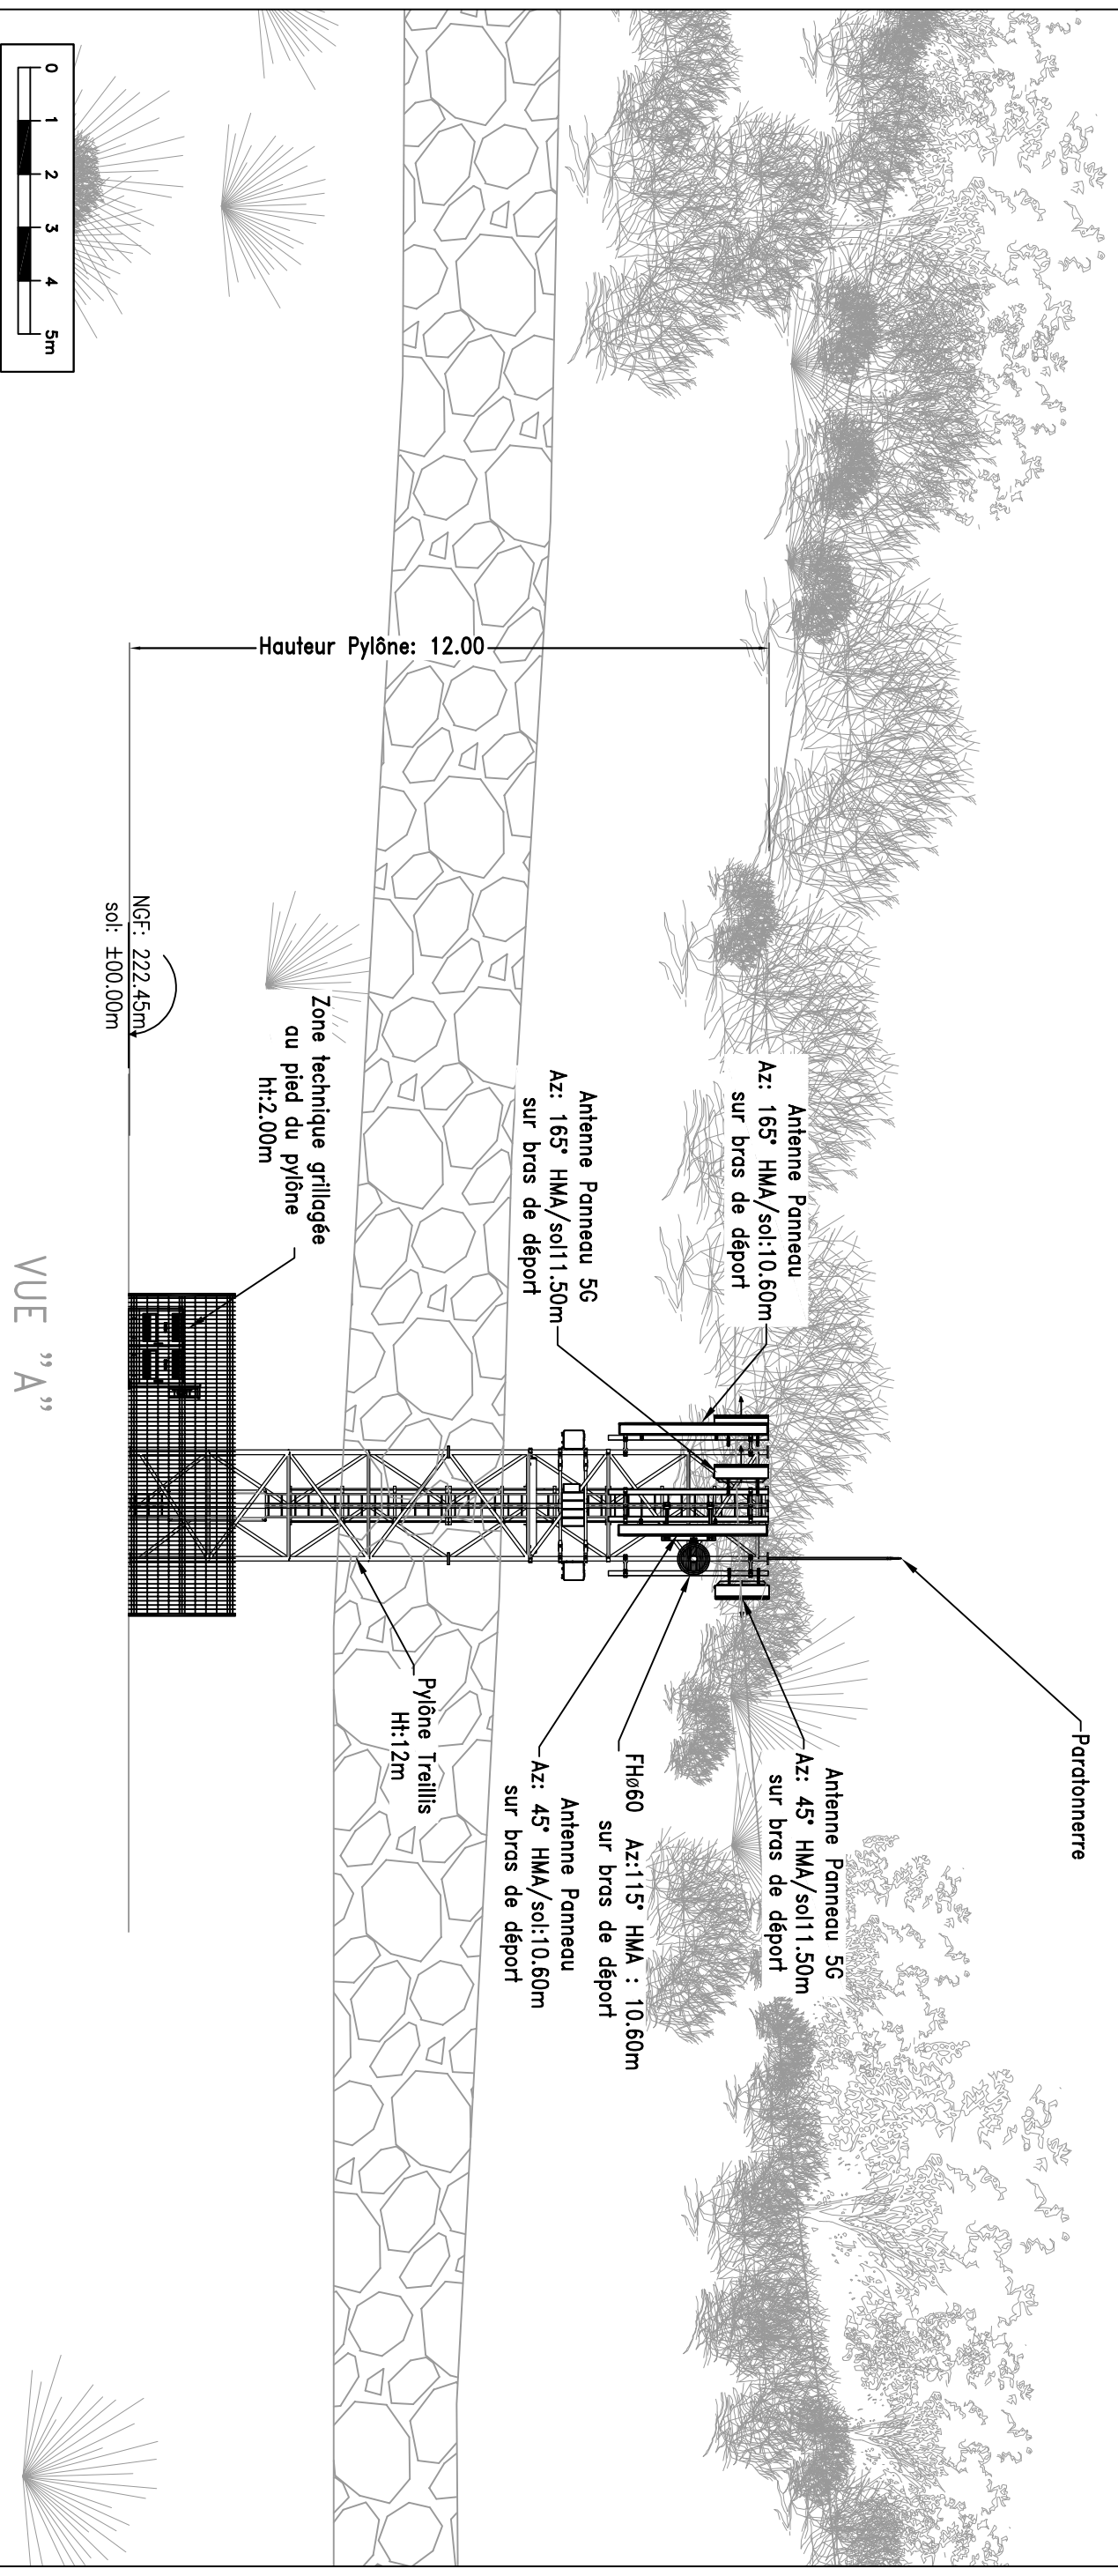 Paratonnerre
Hauteur Pylône: 12.00
Antenne Panneau
Az: 165° HMA/sol:10.60m
sur bras de déport
Antenne Panneau 5G
Az: 165° HMA/sol11.50m
sur bras de déport
Antenne Panneau 5G
Az: 45° HMA/sol11.50m
sur bras de déport
FHø60 Az:115° HMA : 10.60m
sur bras de déport
Antenne Panneau
Az: 45° HMA/sol:10.60m
sur bras de déport
Pylône Treillis
Ht:12m
Zone technique grillagée
au pied du pylône
ht:2.00m
NGF: 222.45m
sol: ±00.00m
VUE "A"
0 1 2 3 4 5m